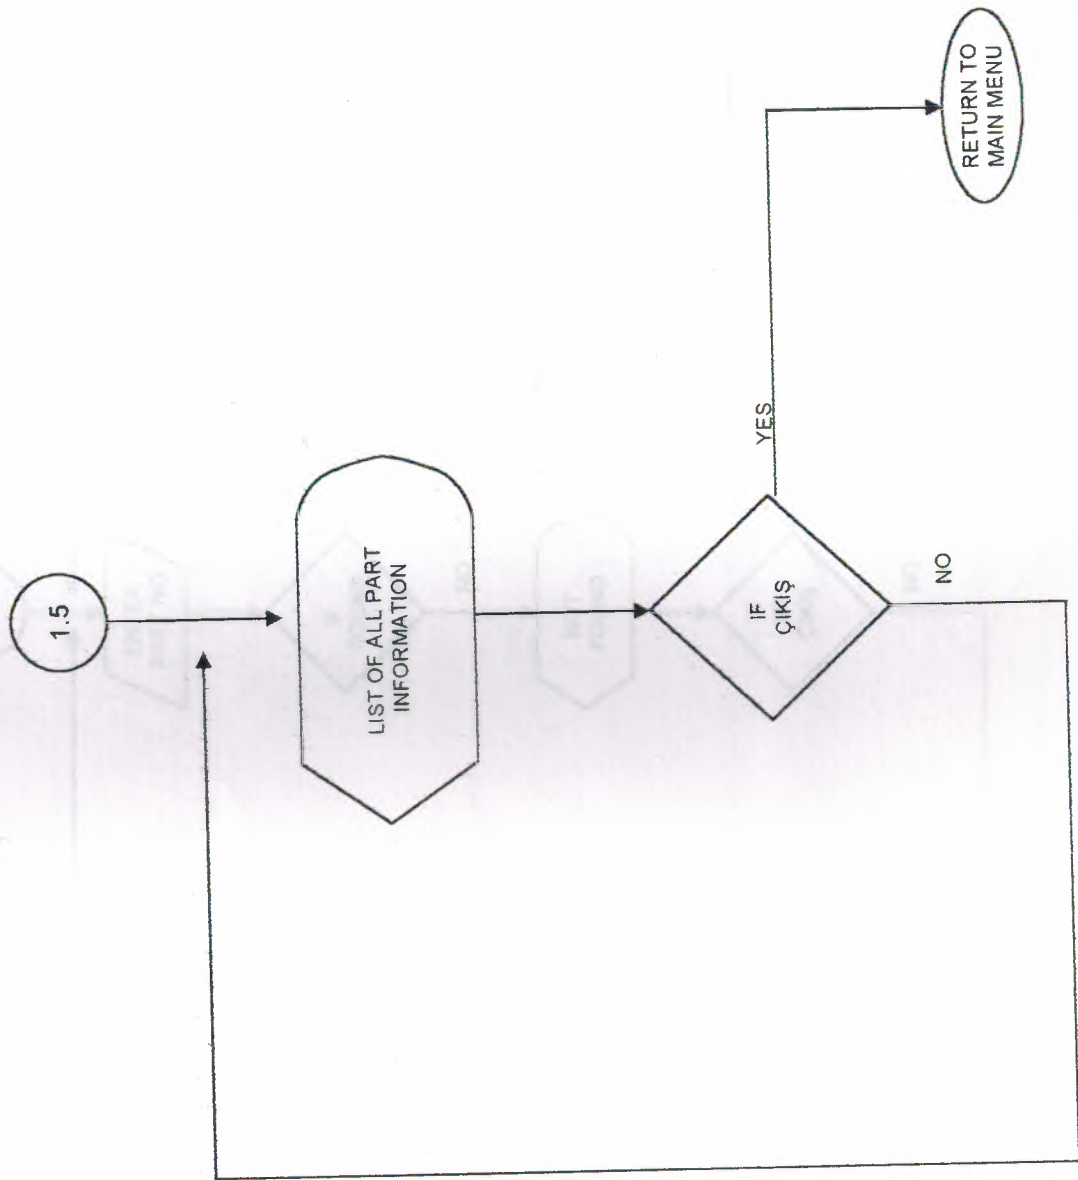 1.5
LIST OF ALL PART
INFORMATION
IF
ÇIKIŞ
YES
NO
RETURN TO
MAIN MENU